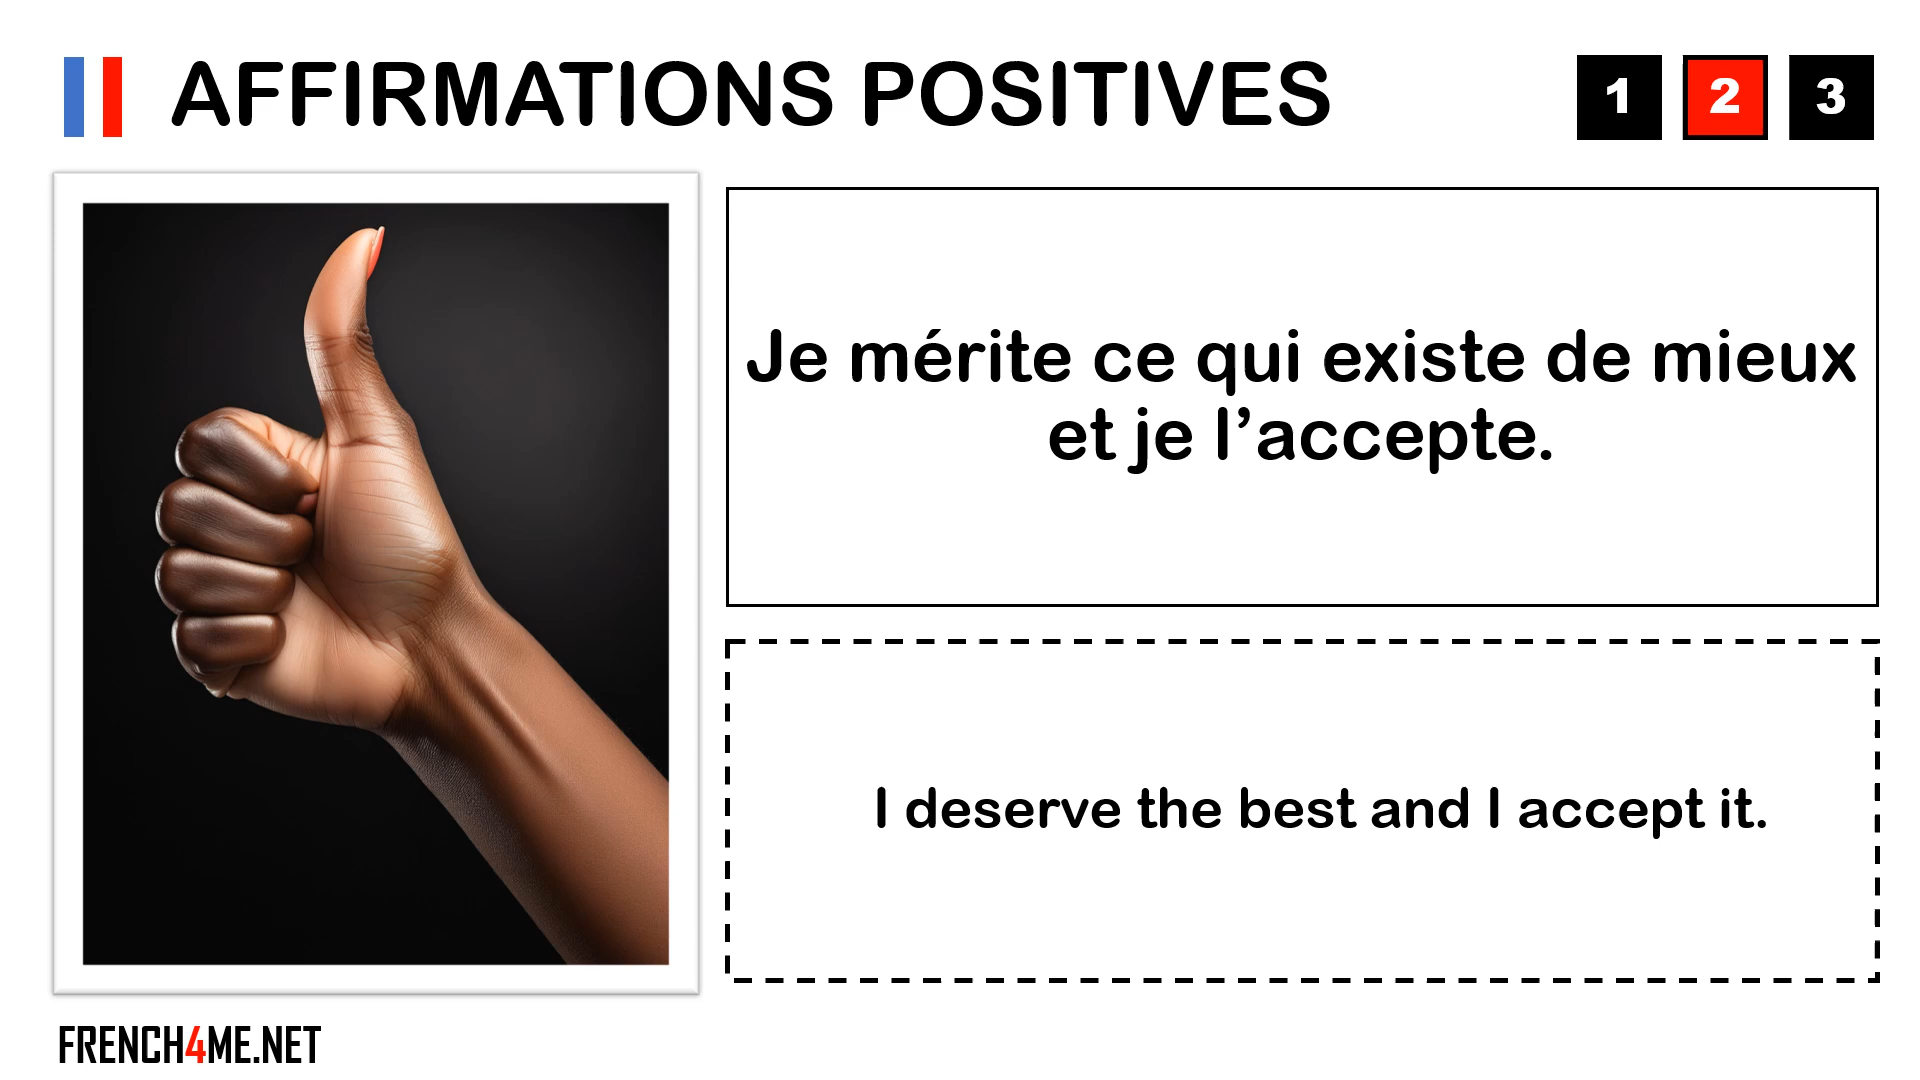 AFFIRMATIONS POSITIVES
1 2 3
Je mérite ce qui existe de mieux
et je l’accepte.
I deserve the best and I accept it.
FRENCH4ME.NET